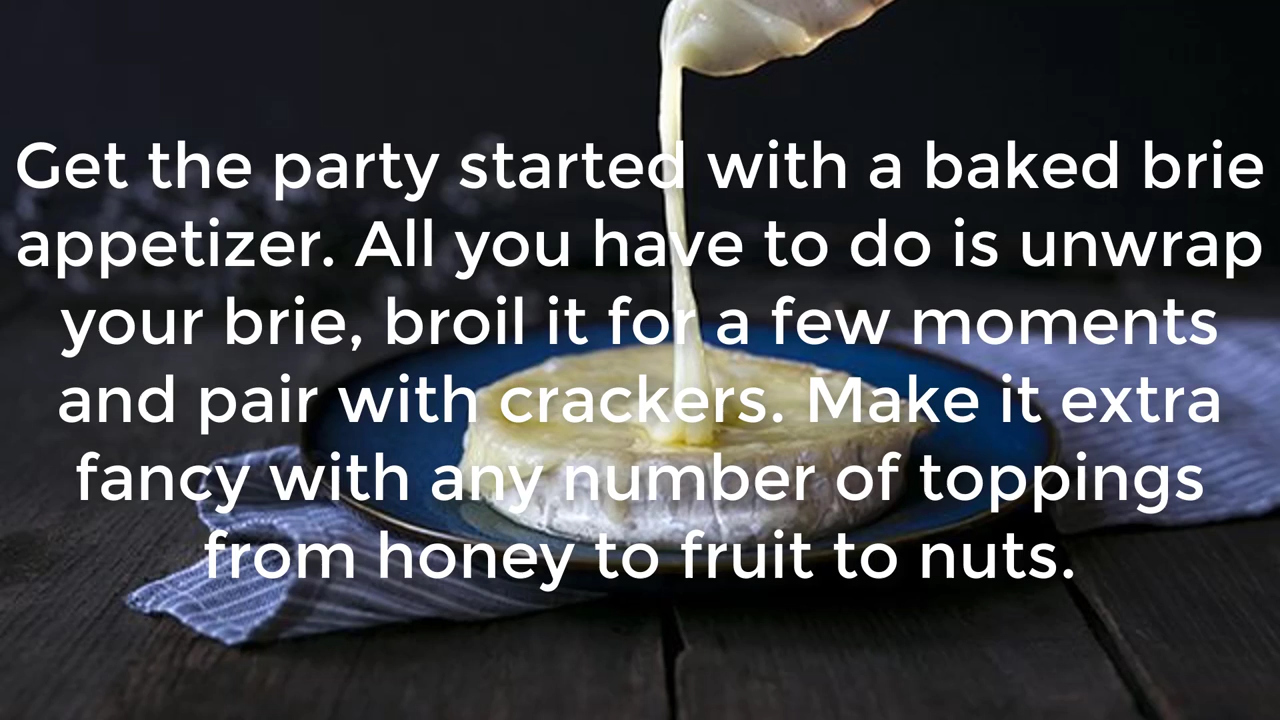 Get the party started with a baked brie
appetizer. All you have to do is unwrap
your brie, broil it for a few moments
and pair with crackers. Make it extra
fancy with any number of toppings
from honey to fruit to nuts.